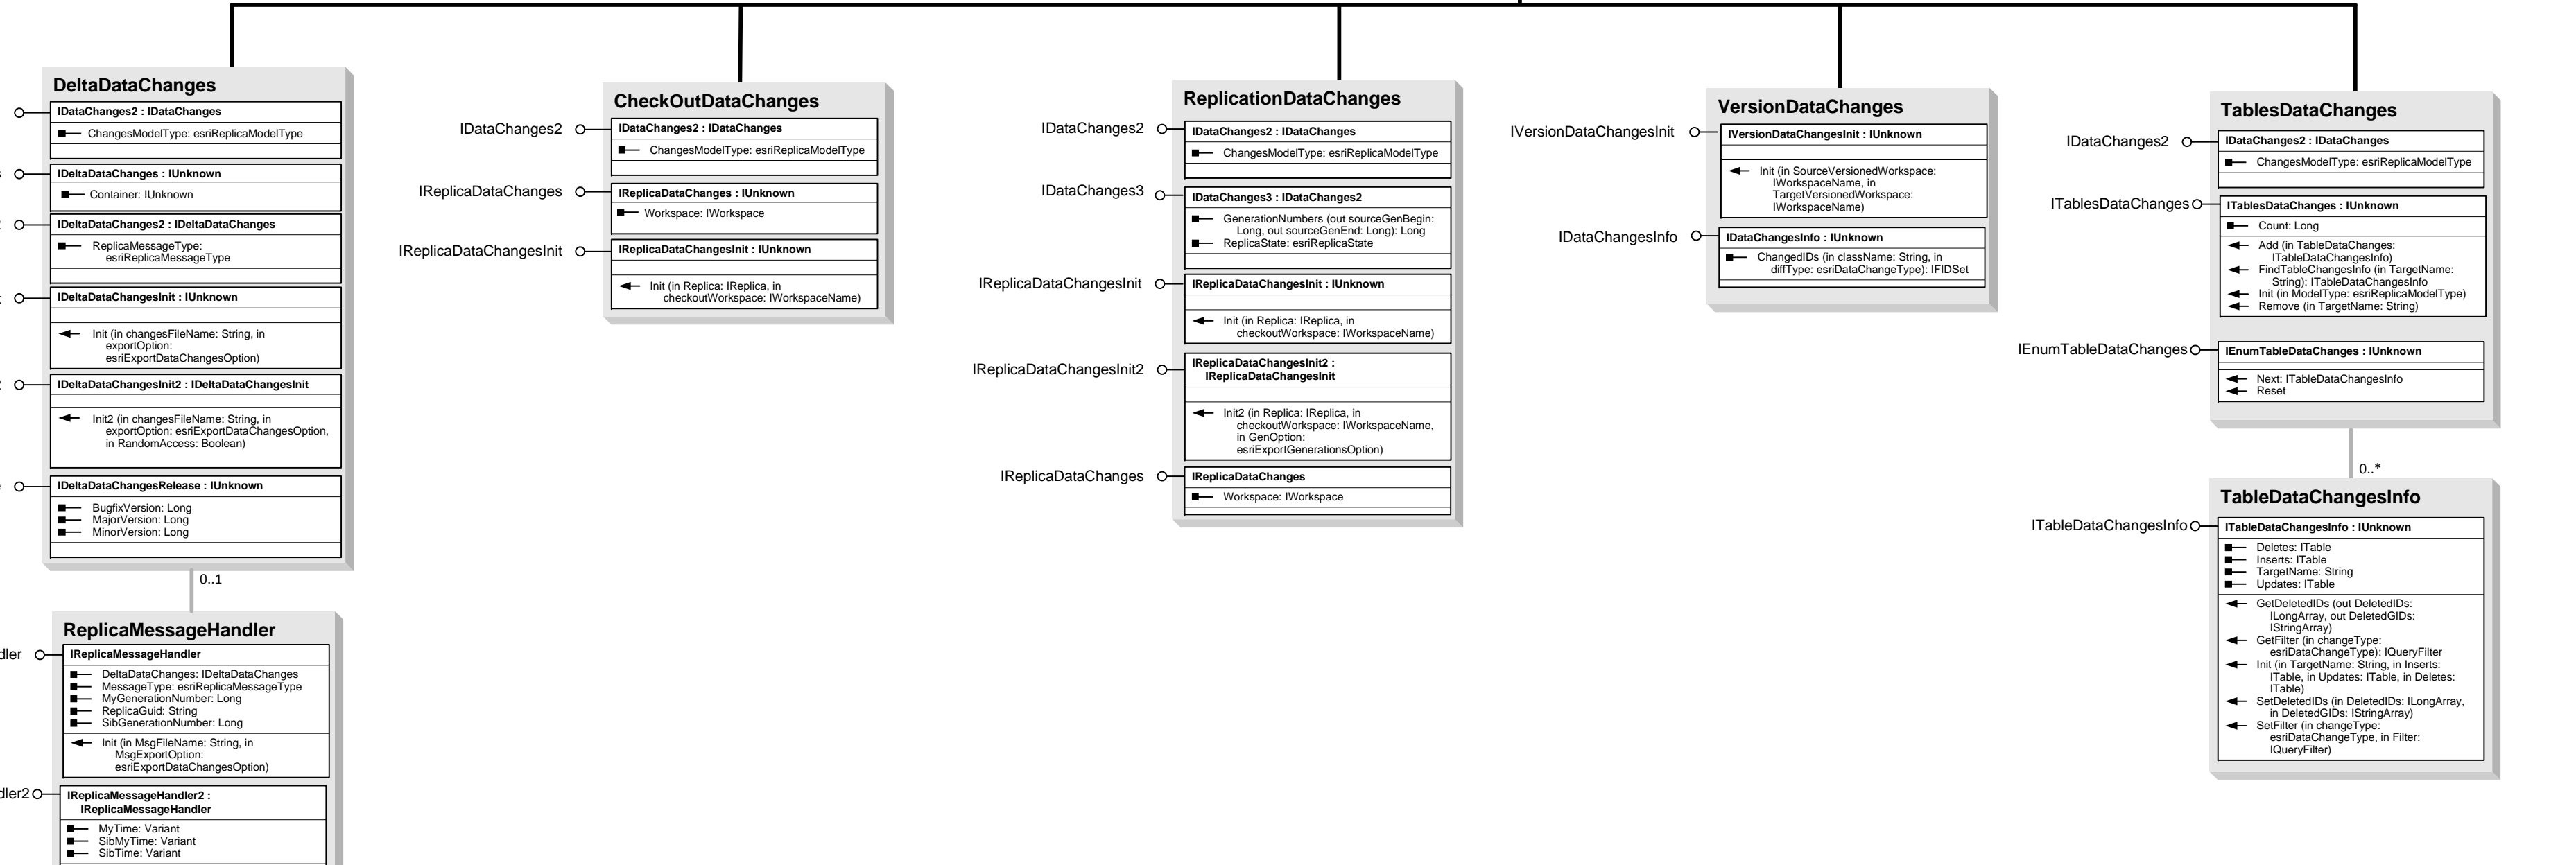 DeltaDataChanges
IDataChanges2 : IDataChanges
ChangesModelType: esriReplicaModelType
IDeltaDataChanges : IUnknown
Container: IUnknown
IDeltaDataChanges2 : IDeltaDataChanges
ReplicaMessageType:
esriReplicaMessageType
IDeltaDataChangesInit : IUnknown
Init (in changesFileName: String, in
exportOption:
esriExportDataChangesOption)
IDeltaDataChangesInit2 : IDeltaDataChangesInit
Init2 (in changesFileName: String, in
exportOption: esriExportDataChangesOption,
in RandomAccess: Boolean)
IDeltaDataChangesRelease : IUnknown
BugfixVersion: Long
MajorVersion: Long
MinorVersion: Long
0..1
ReplicaMessageHandler
dler
IReplicaMessageHandler
DeltaDataChanges: IDeltaDataChanges
MessageType: esriReplicaMessageType
MyGenerationNumber: Long
ReplicaGuid: String
SibGenerationNumber: Long
Init (in MsgFileName: String, in
MsgExportOption:
esriExportDataChangesOption)
dler2
IReplicaMessageHandler2 :
IReplicaMessageHandler
MyTime: Variant
SibMyTime: Variant
SibTime: Variant
CheckOutDataChanges
IDataChanges2
IDataChanges2 : IDataChanges
ChangesModelType: esriReplicaModelType
IReplicaDataChanges
IReplicaDataChanges : IUnknown
Workspace: IWorkspace
IReplicaDataChangesInit
IReplicaDataChangesInit : IUnknown
Init (in Replica: IReplica, in
checkoutWorkspace: IWorkspaceName)
ReplicationDataChanges
IDataChanges2
IDataChanges2 : IDataChanges
ChangesModelType: esriReplicaModelType
IDataChanges3
IDataChanges3 : IDataChanges2
GenerationNumbers (out sourceGenBegin:
Long, out sourceGenEnd: Long): Long
ReplicaState: esriReplicaState
IReplicaDataChangesInit
IReplicaDataChangesInit : IUnknown
Init (in Replica: IReplica, in
checkoutWorkspace: IWorkspaceName)
IReplicaDataChangesInit2
IReplicaDataChangesInit2 :
IReplicaDataChangesInit
Init2 (in Replica: IReplica, in
checkoutWorkspace: IWorkspaceName,
in GenOption:
esriExportGenerationsOption)
IReplicaDataChanges
IReplicaDataChanges
Workspace: IWorkspace
VersionDataChanges
IVersionDataChangesInit
IVersionDataChangesInit : IUnknown
Init (in SourceVersionedWorkspace:
IWorkspaceName, in
TargetVersionedWorkspace:
IWorkspaceName)
IDataChangesInfo
IDataChangesInfo : IUnknown
ChangedIDs (in className: String, in
diffType: esriDataChangeType): IFIDSet
TablesDataChanges
IDataChanges2
IDataChanges2 : IDataChanges
ChangesModelType: esriReplicaModelType
ITablesDataChanges
ITablesDataChanges : IUnknown
Count: Long
Add (in TableDataChanges:
ITableDataChangesInfo)
FindTableChangesInfo (in TargetName:
String): ITableDataChangesInfo
Init (in ModelType: esriReplicaModelType)
Remove (in TargetName: String)
IEnumTableDataChanges
IEnumTableDataChanges : IUnknown
Next: ITableDataChangesInfo
Reset
0..*
TableDataChangesInfo
ITableDataChangesInfo
ITableDataChangesInfo : IUnknown
Deletes: ITable
Inserts: ITable
TargetName: String
Updates: ITable
GetDeletedIDs (out DeletedIDs:
ILongArray, out DeletedGIDs:
IStringArray)
GetFilter (in changeType:
esriDataChangeType): IQueryFilter
Init (in TargetName: String, in Inserts:
ITable, in Updates: ITable, in Deletes:
ITable)
SetDeletedIDs (in DeletedIDs: ILongArray,
in DeletedGIDs: IStringArray)
SetFilter (in changeType:
esriDataChangeType, in Filter:
IQueryFilter)